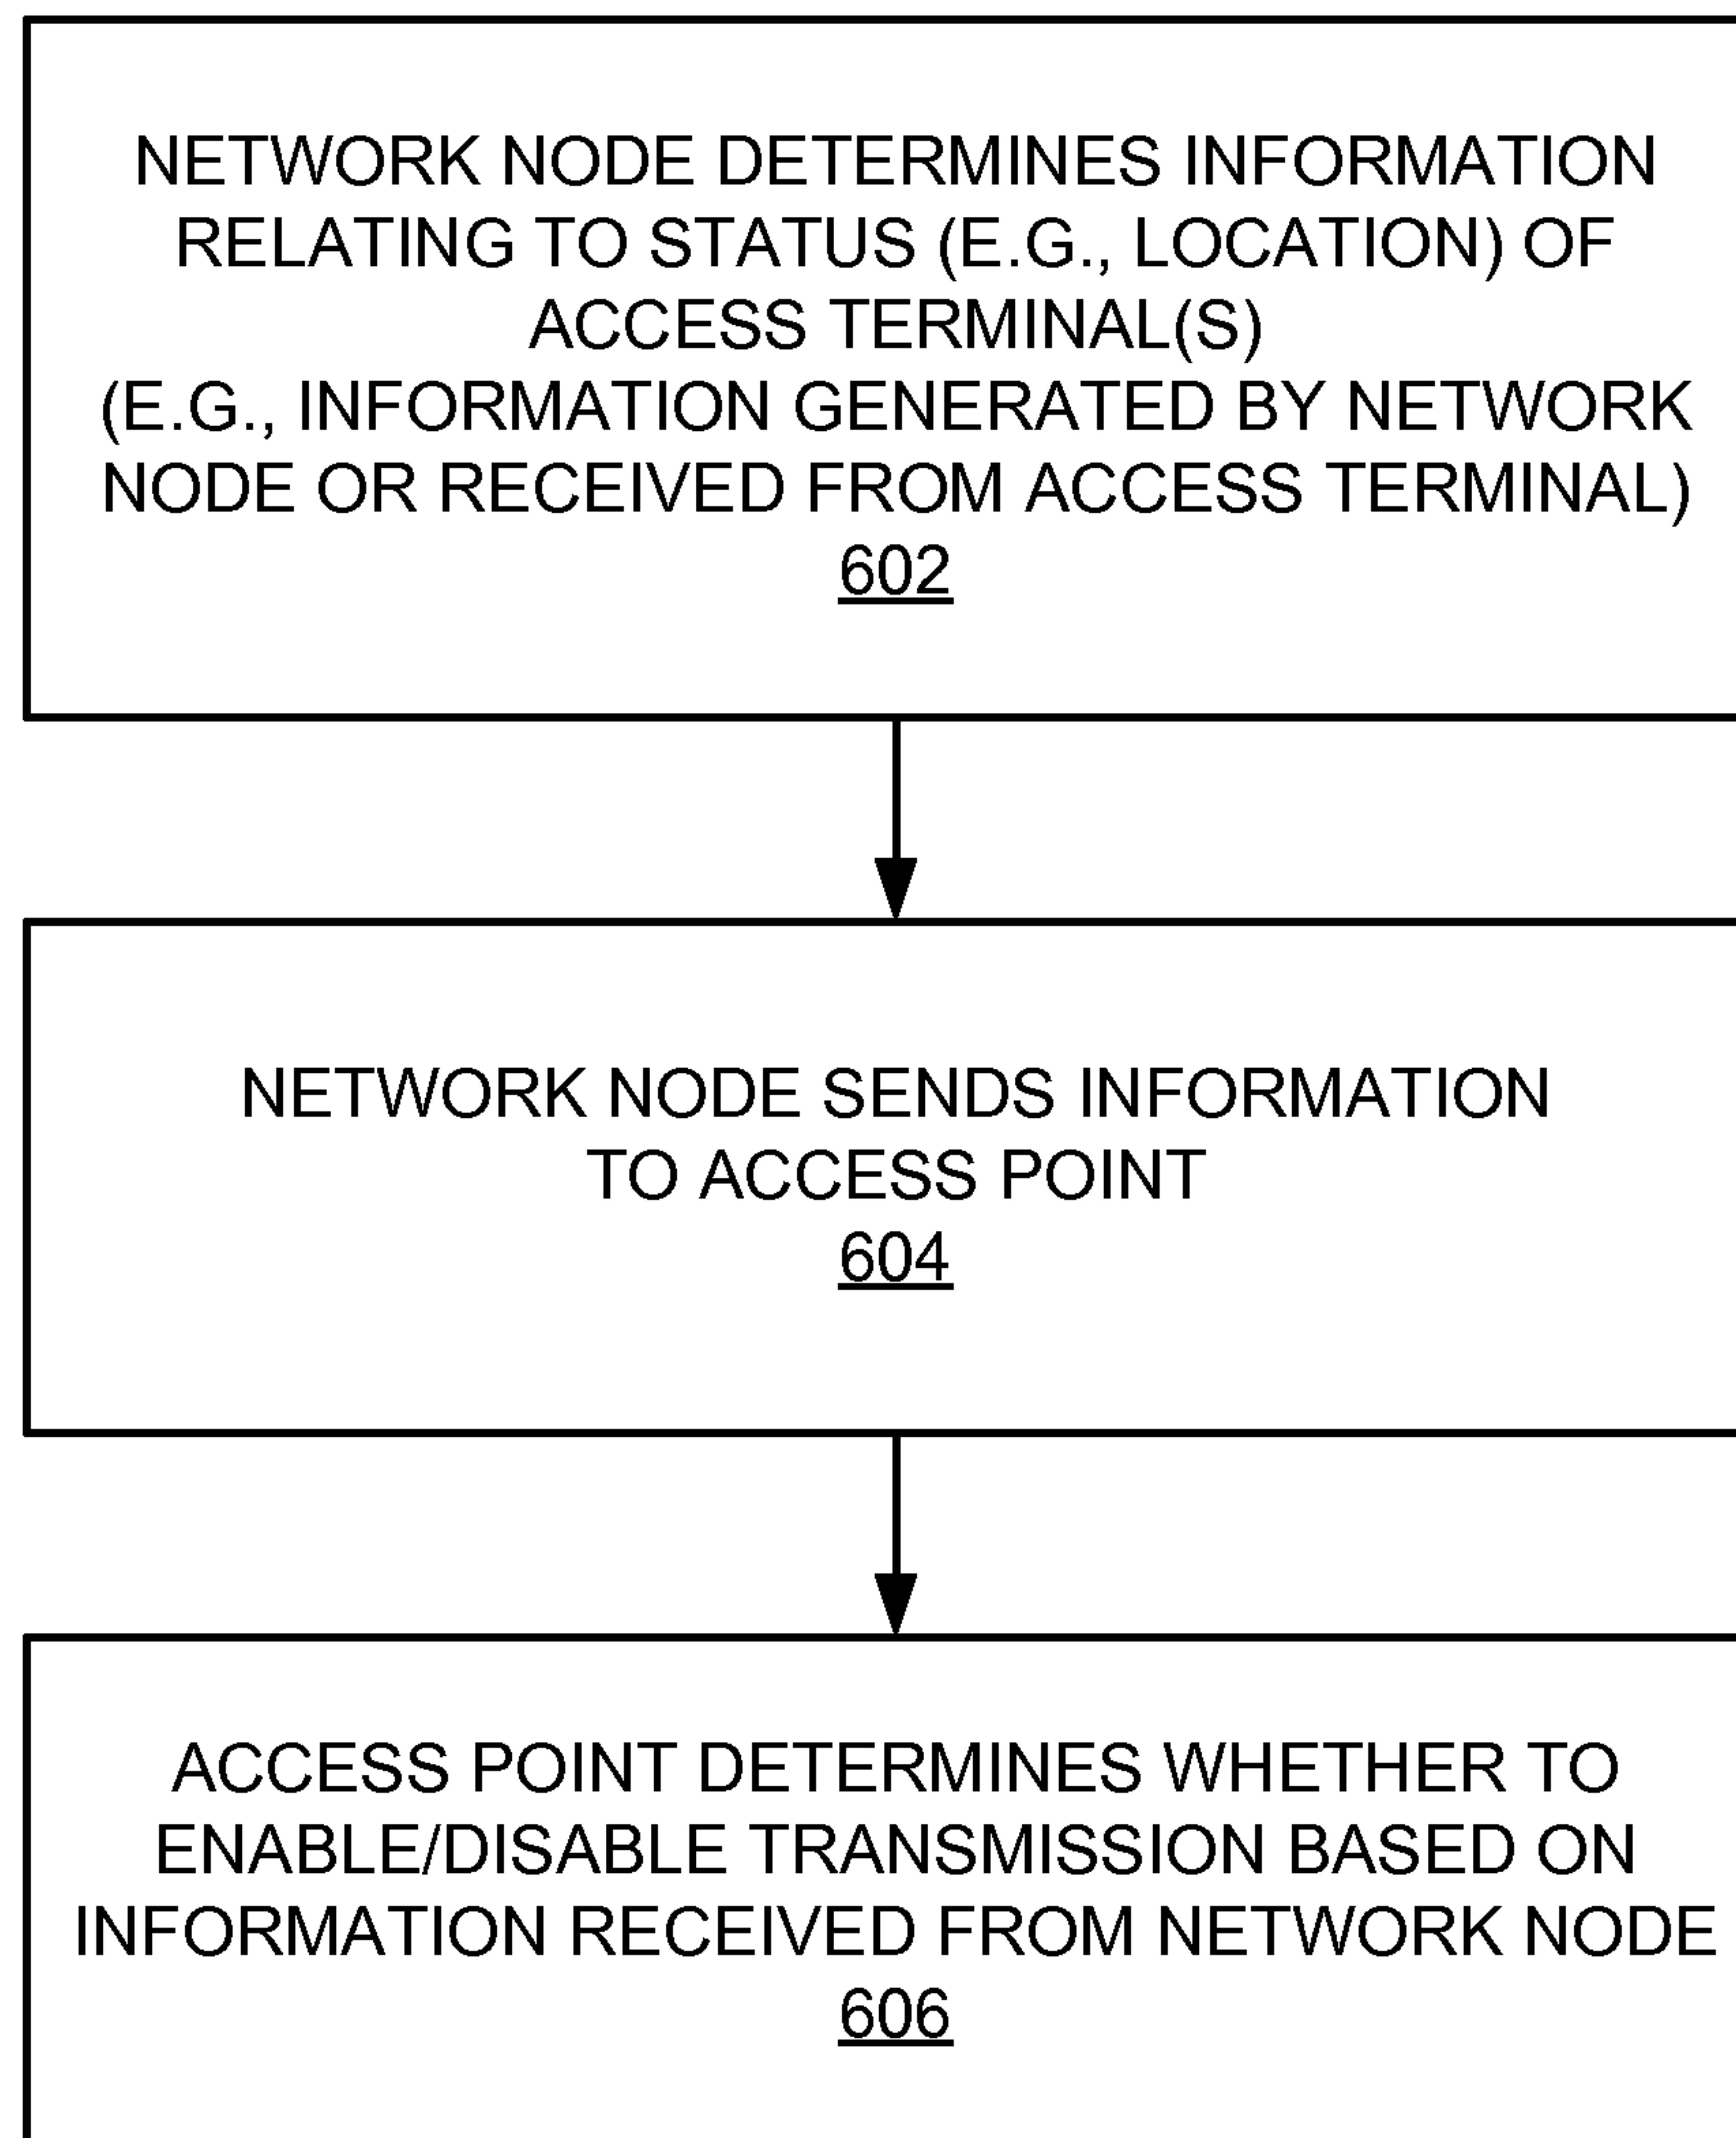 NETWORK NODE DETERMINES INFORMATION
RELATING TO STATUS (E.G., LOCATION) OF
ACCESS TERMINAL(S)
(E.G., INFORMATION GENERATED BY NETWORK
NODE OR RECEIVED FROM ACCESS TERMINAL)
602
NETWORK NODE SENDS INFORMATION
TO ACCESS POINT
604
ACCESS POINT DETERMINES WHETHER TO
ENABLE/DISABLE TRANSMISSION BASED ON
INFORMATION RECEIVED FROM NETWORK NODE
606